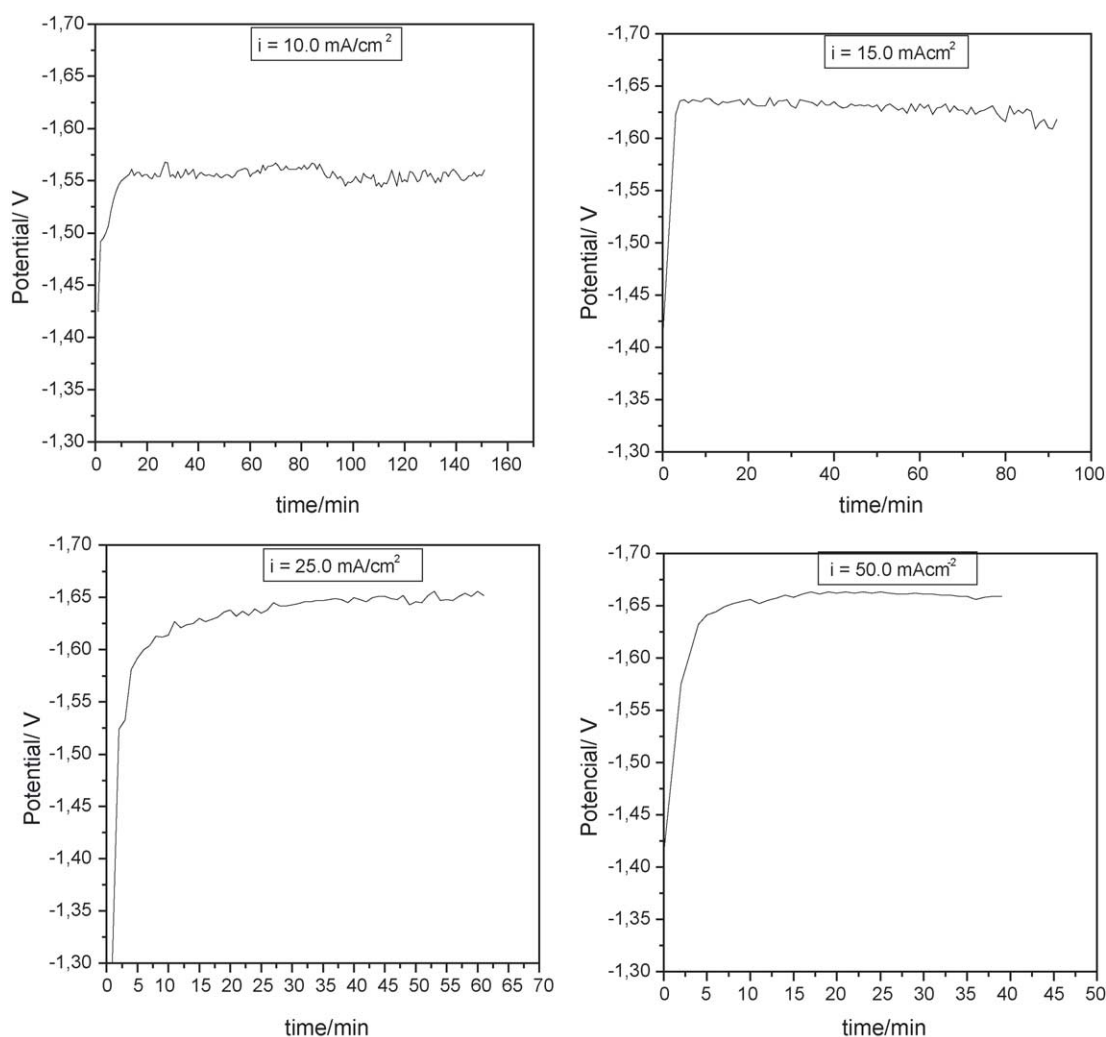 i = 10.0 mA/cm²
-1,70
-1,65
-1,60
-1,55
-1,50
-1,45
-1,40
-1,35
-1,30
Potential/ V
0 20 40 60 80 100 120 140 160
time/min
i = 15.0 mAcm²
-1,70
-1,65
-1,60
-1,55
-1,50
-1,45
-1,40
-1,35
-1,30
Potential/ V
0 20 40 60 80 100
time/min
i = 25.0 mA/cm²
-1,70
-1,65
-1,60
-1,55
-1,50
-1,45
-1,40
-1,35
-1,30
Potential/ V
0 5 10 15 20 25 30 35 40 45 50 55 60 65 70
time/min
i = 50.0 mAcm⁻²
-1,70
-1,65
-1,60
-1,55
-1,50
-1,45
-1,40
-1,35
-1,30
Potencial/ V
0 5 10 15 20 25 30 35 40 45 50
time/min